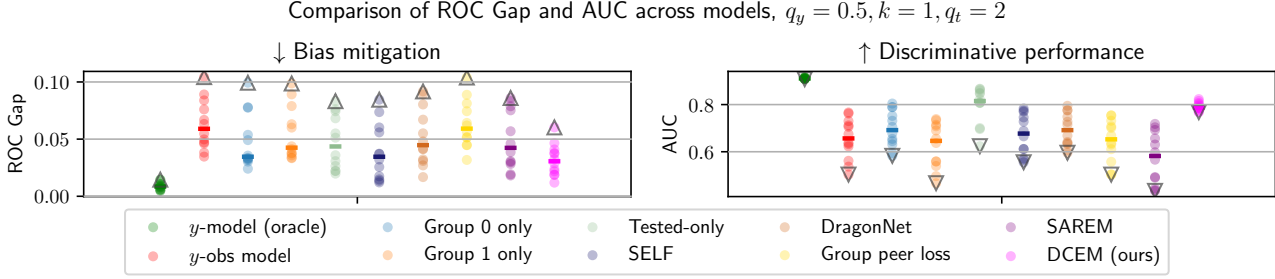 Comparison of ROC Gap and AUC across models, $q_y = 0.5, k = 1, q_t = 2$
↓ Bias mitigation
↑ Discriminative performance
ROC Gap
0.10
0.05
0.00
AUC
0.8
0.6
y-model (oracle)
y-obs model
Group 0 only
Group 1 only
Tested-only
SELF
DragonNet
Group peer loss
SAREM
DCEM (ours)